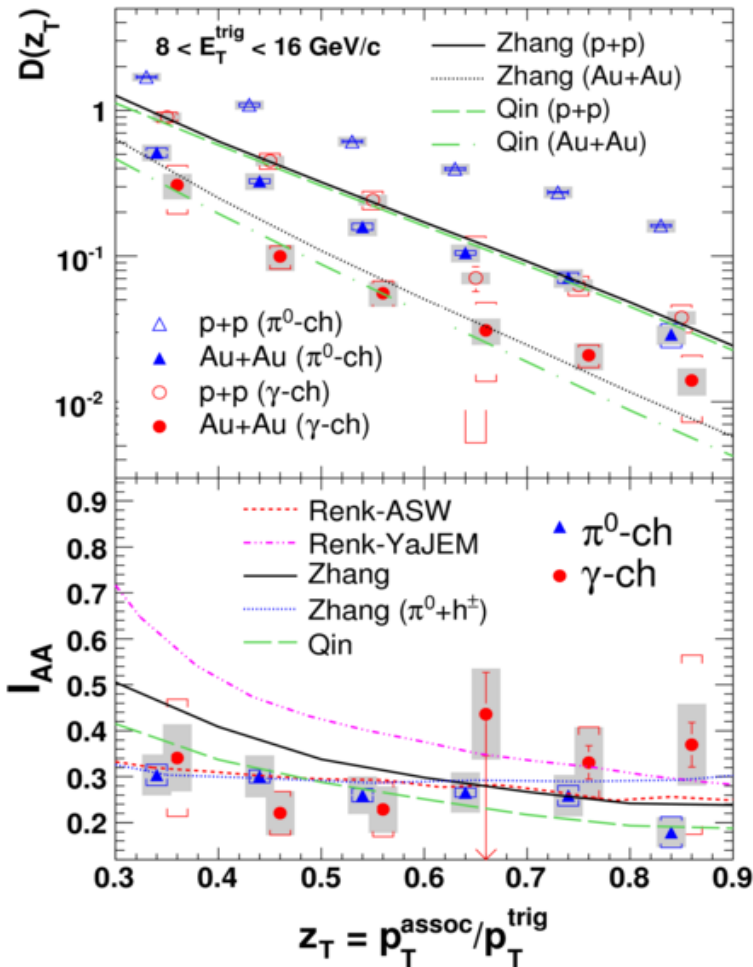 D(z_T)
8 < E_T^trig < 16 GeV/c
Zhang (p+p)
Zhang (Au+Au)
Qin (p+p)
Qin (Au+Au)
1
10^-1
10^-2
p+p (π^0-ch)
Au+Au (π^0-ch)
p+p (γ-ch)
Au+Au (γ-ch)
I_AA
0.9
0.8
0.7
0.6
0.5
0.4
0.3
0.2
Renk-ASW
Renk-YaJEM
Zhang
Zhang (π^0+h^±)
Qin
π^0-ch
γ-ch
0.3 0.4 0.5 0.6 0.7 0.8 0.9
z_T = p_T^assoc/p_T^trig